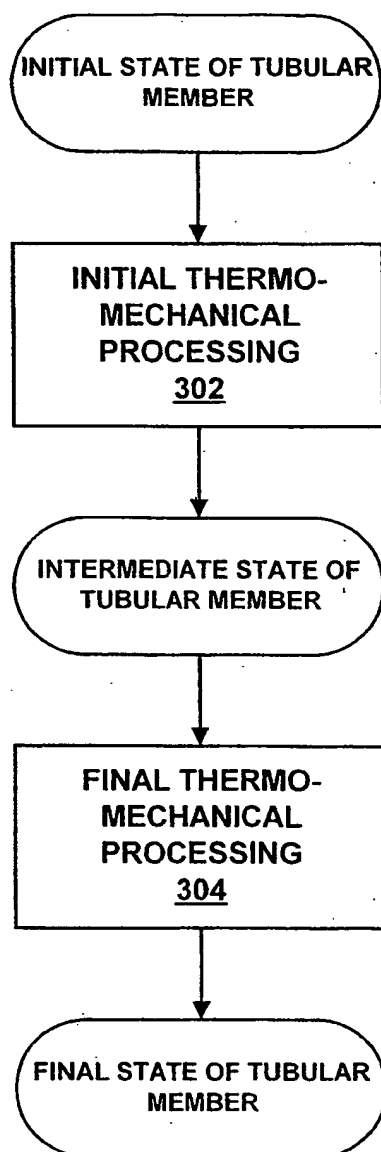 INITIAL STATE OF TUBULAR
MEMBER
INITIAL THERMO-
MECHANICAL
PROCESSING
302
INTERMEDIATE STATE OF
TUBULAR MEMBER
FINAL THERMO-
MECHANICAL
PROCESSING
304
FINAL STATE OF TUBULAR
MEMBER